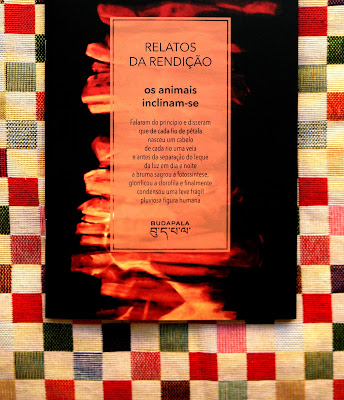 RELATOS
DA RENDIÇÃO
os animais
inclinam-se
Falaram do princípio e disseram
que de cada fio de pétala
nasceu um cabelo
de cada rio uma veia
e antes da separação do leque
da luz em dia e noite
a bruma sagrou a fotossíntese,
glorificou a clorofila e finalmente
condensou uma leve frágil
pluviosa figura humana
BUDAPALA
བུ་ད་པ་ལ་